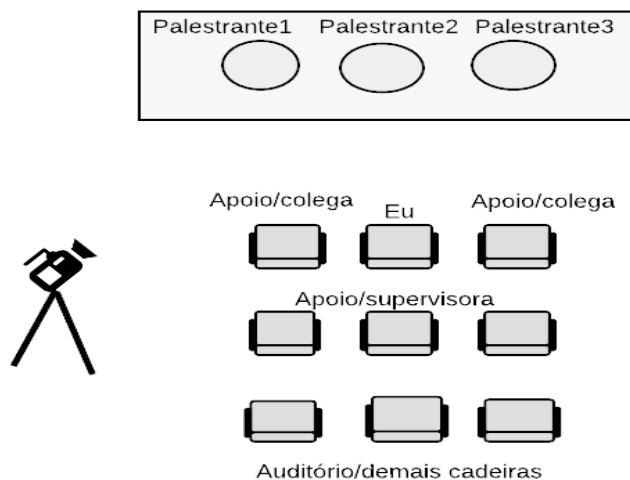 Palestrante1 Palestrante2 Palestrante3
Apoio/colega Eu Apoio/colega
Apoio/supervisora
Auditório/demais cadeiras